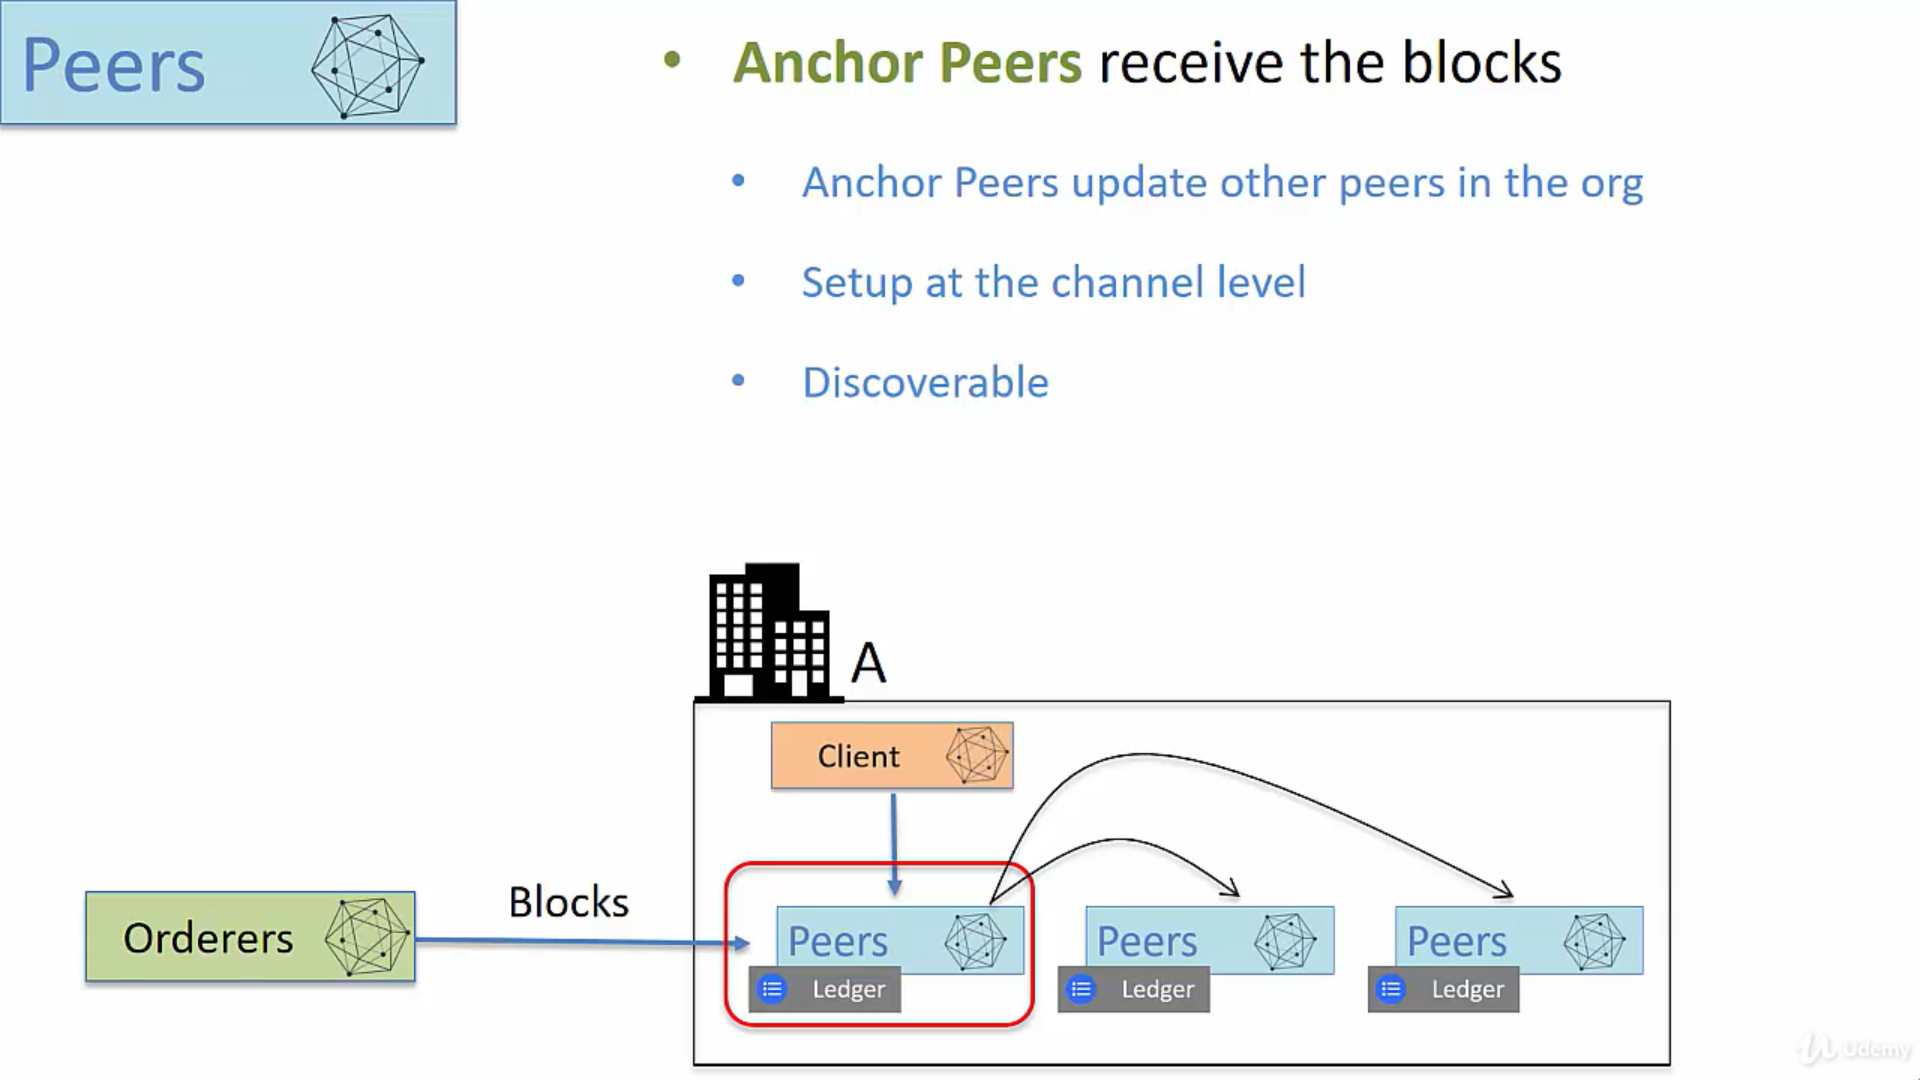 Peers
• Anchor Peers receive the blocks
• Anchor Peers update other peers in the org
• Setup at the channel level
• Discoverable
A
Client
Blocks
Orderers
Peers
Peers
Peers
Ledger
Ledger
Ledger
Udemy